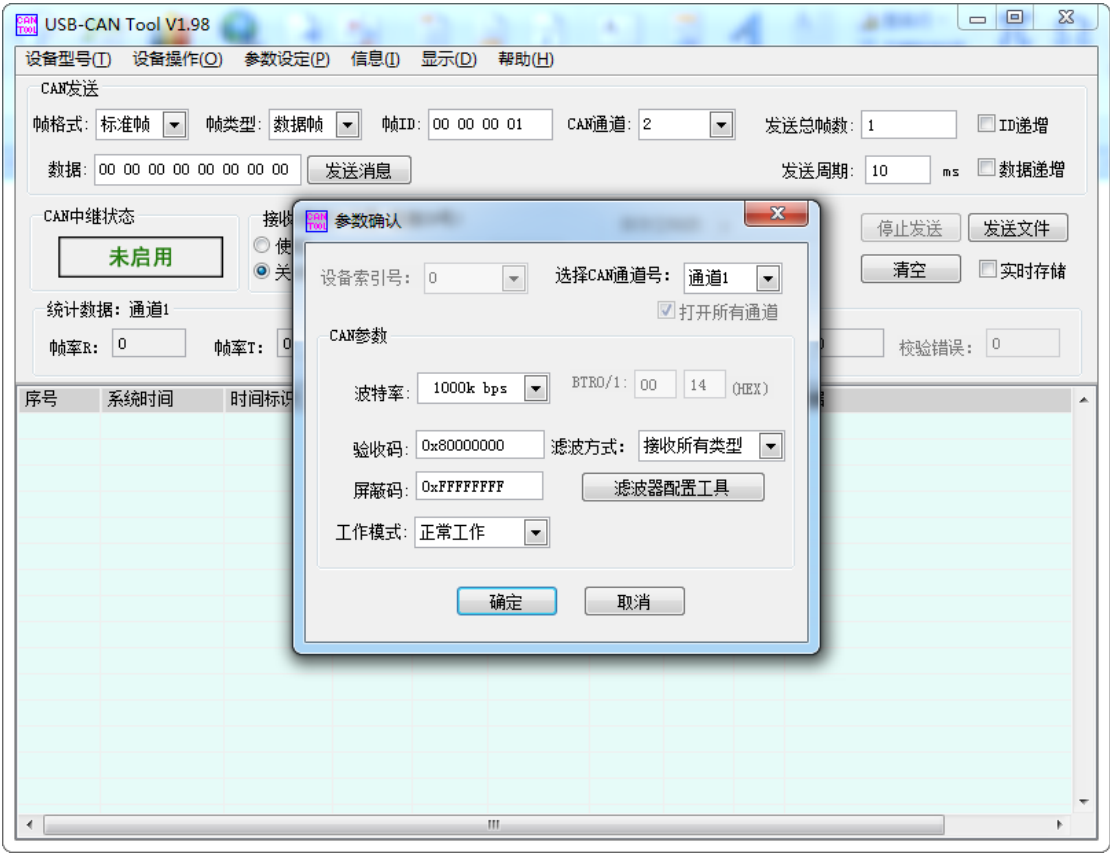 USB-CAN Tool V1.98
设备型号(T) 设备操作(O) 参数设定(P) 信息(I) 显示(D) 帮助(H)
CAN发送
帧格式: 标准帧 帧类型: 数据帧 帧ID: 00 00 00 01 CAN通道: 2 发送总帧数: 1 ID递增
数据: 00 00 00 00 00 00 00 00 发送消息 发送周期: 10 ms 数据递增
CAN中继状态 接收
未启用 使
关
停止发送 发送文件
清空 实时存储
统计数据: 通道1
帧率R: 0 帧率T: 0 校验错误: 0
序号 系统时间 时间标识
CAN TOOL 参数确认
设备索引号: 0 选择CAN通道号: 通道1
打开所有通道
CAN参数
波特率: 1000k bps BTR0/1: 00 14 (HEX)
验收码: 0x80000000 滤波方式: 接收所有类型
屏蔽码: 0xFFFFFFFF 滤波器配置工具
工作模式: 正常工作
确定 取消